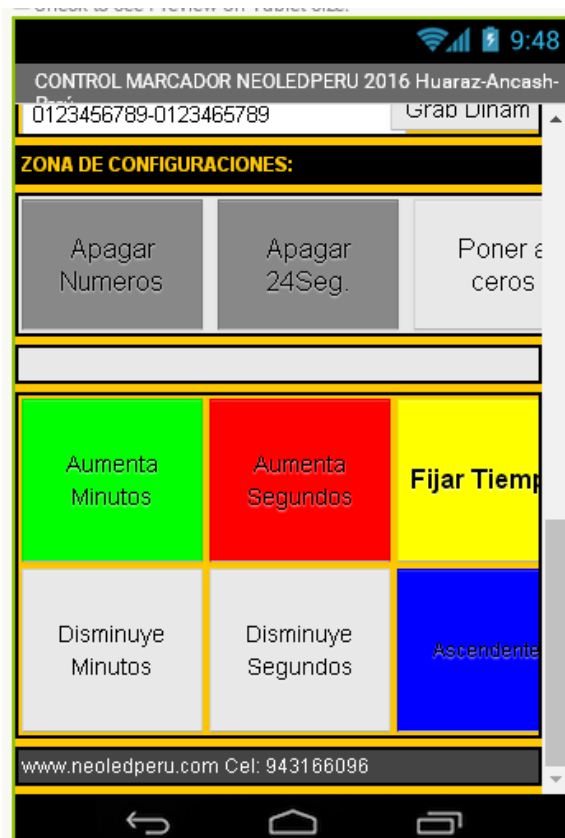 9:48
CONTROL MARCADOR NEOLEDPERU 2016 Huaraz-Ancash-
0123456789-0123465789
Grab Dinam
ZONA DE CONFIGURACIONES:
Apagar
Numeros
Apagar
24Seg.
Poner a
ceros
Aumenta
Minutos
Aumenta
Segundos
Fijar Tiemp
Disminuye
Minutos
Disminuye
Segundos
Ascendente
www.neoledperu.com Cel: 943166096